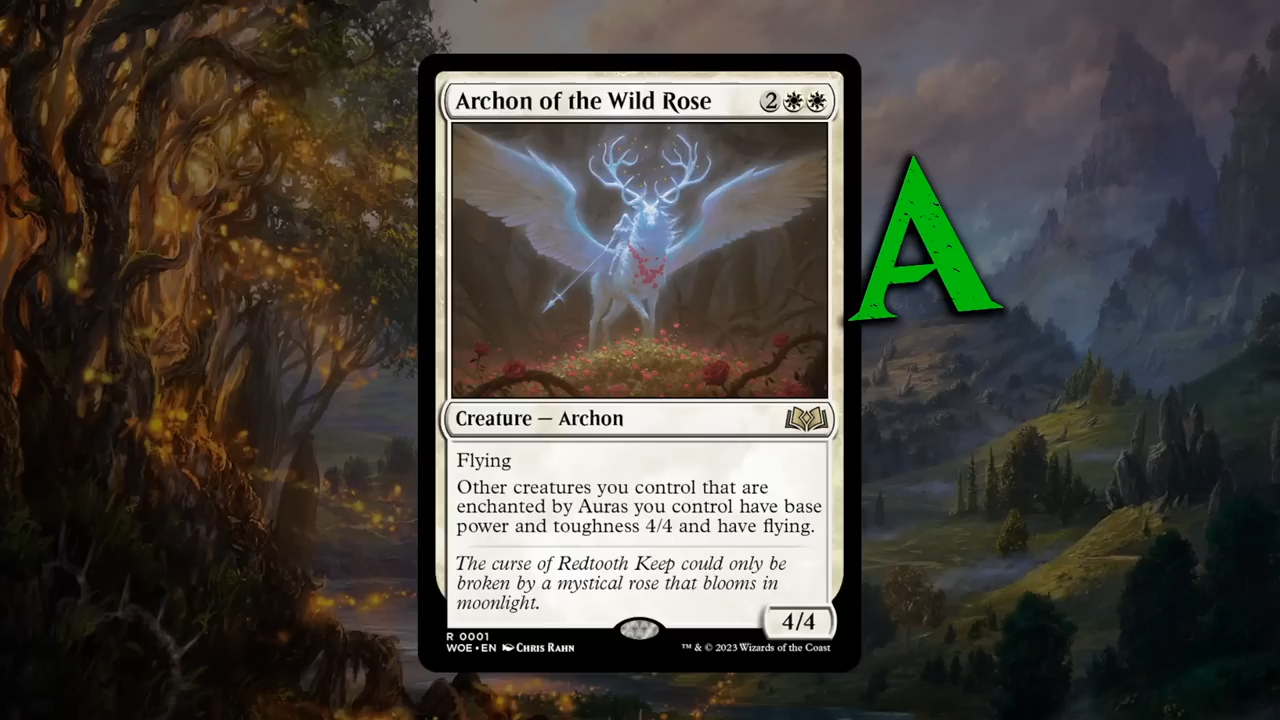 Archon of the Wild Rose 2
A
Creature — Archon
Flying
Other creatures you control that are
enchanted by Auras you control have base
power and toughness 4/4 and have flying.
The curse of Redtooth Keep could only be
broken by a mystical rose that blooms in
moonlight.
4/4
R 0001
WOE • EN Chris Rahn
™ & © 2023 Wizards of the Coast